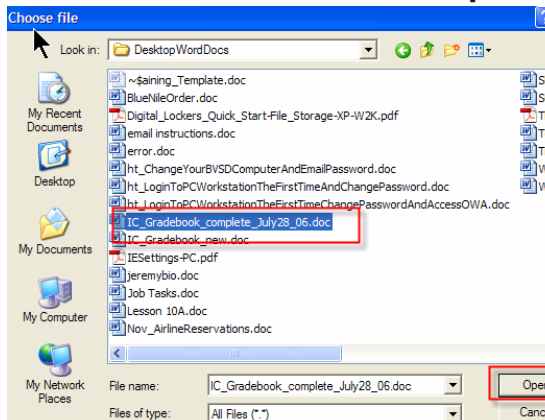 Choose file
Look in: DesktopWordDocs
My Recent Documents
Desktop
My Documents
My Computer
My Network Places
~$aining_Template.doc
BlueNileOrder.doc
Digital_Lockers_Quick_Start-File_Storage-XP-W2K.pdf
email instructions.doc
error.doc
ht_ChangeYourBVSDComputerAndEmailPassword.doc
ht_LoginToPCWorkstationTheFirstTimeAndChangePassword.doc
ht_LoginToPCWorkstationTheFirstTimeChangePasswordAndAccessOWA.doc
IC_Gradebook_complete_July28_06.doc
IC_Gradebook_new.doc
IESettings-PC.pdf
jeremybio.doc
Job Tasks.doc
Lesson 10A.doc
Nov_AirlineReservations.doc
S
S
T
T
T
W
W
File name: IC_Gradebook_complete_July28_06.doc
Open
Files of type: All Files (*.*)
Canc